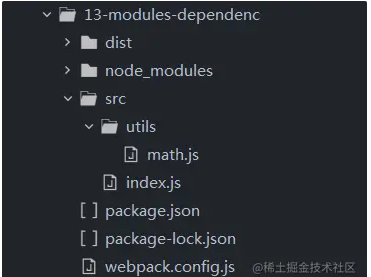 13-modules-dependenc
dist
node_modules
src
utils
math.js
index.js
package.json
package-lock.json
webpack.config.js
@稀土掘金技术社区